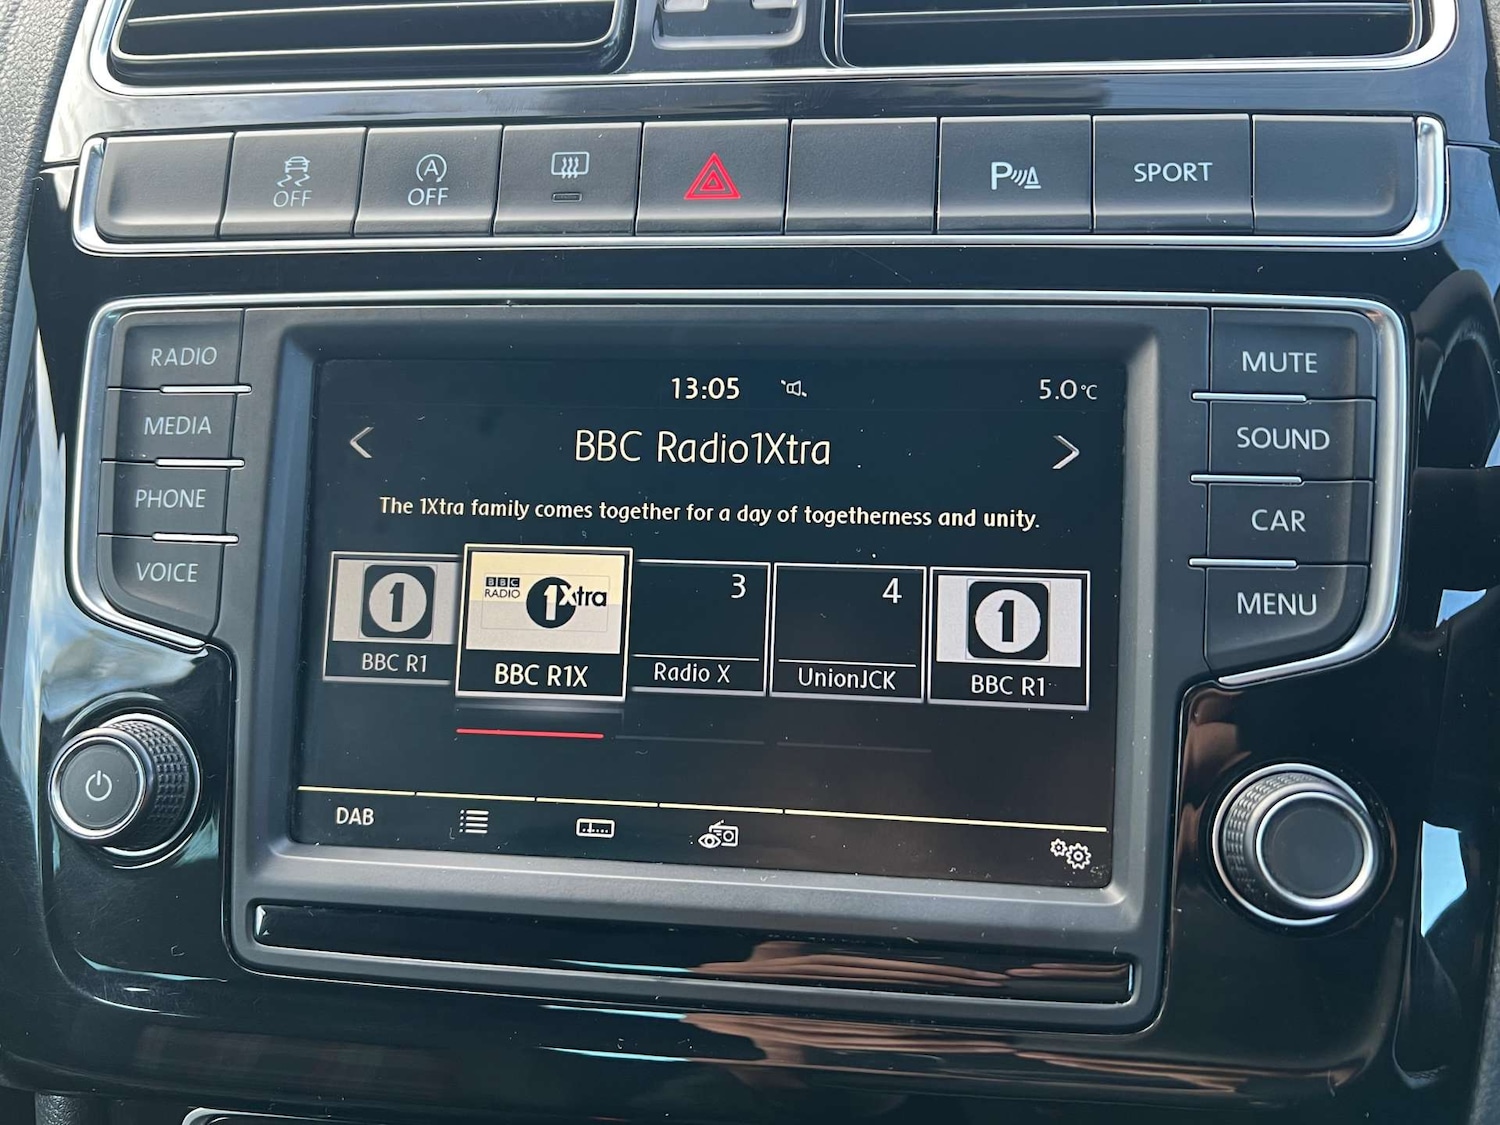 OFF
A
OFF
P
SPORT
RADIO
MEDIA
PHONE
VOICE
MUTE
SOUND
CAR
MENU
13:05
5.0°C
BBC Radio1Xtra
The 1Xtra family comes together for a day of togetherness and unity.
1
BBC R1
BBC
RADIO
1Xtra
BBC R1X
3
Radio X
4
UnionJCK
1
BBC R1
DAB